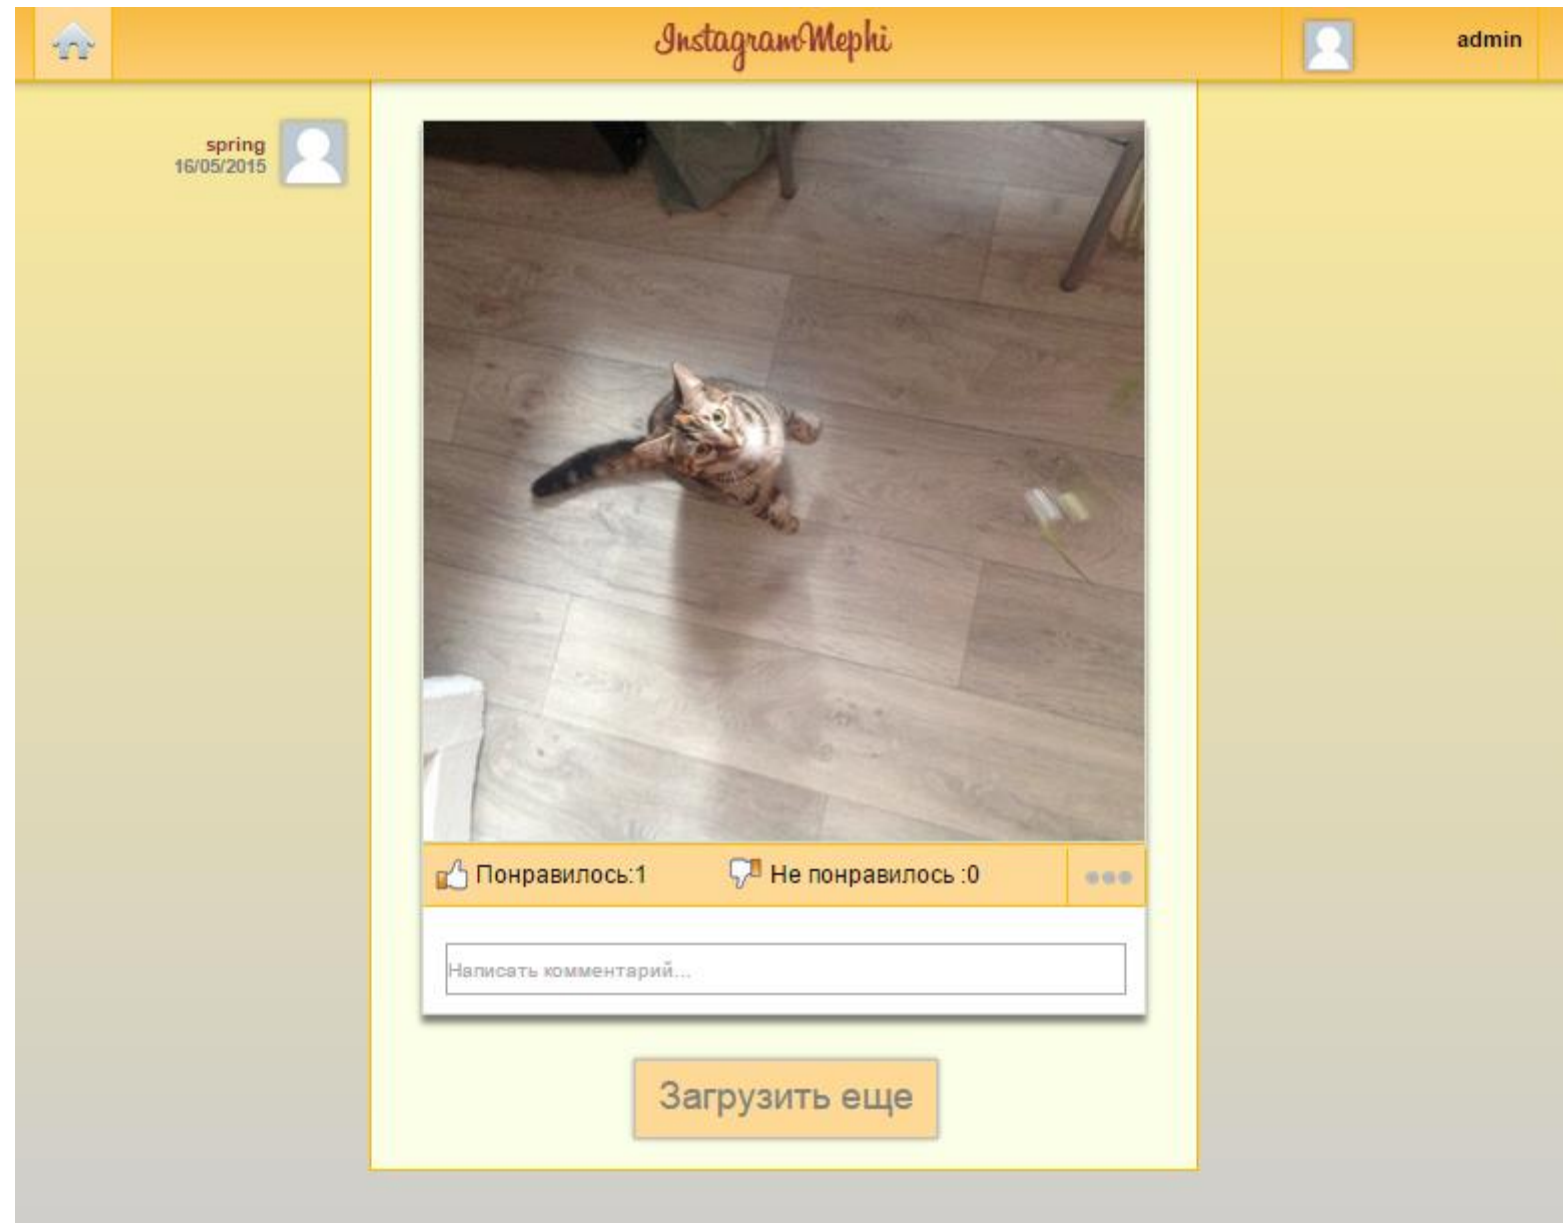 InstagramMephi
admin
spring
16/05/2015
Понравилось:1
Не понравилось :0
Написать комментарий...
Загрузить еще